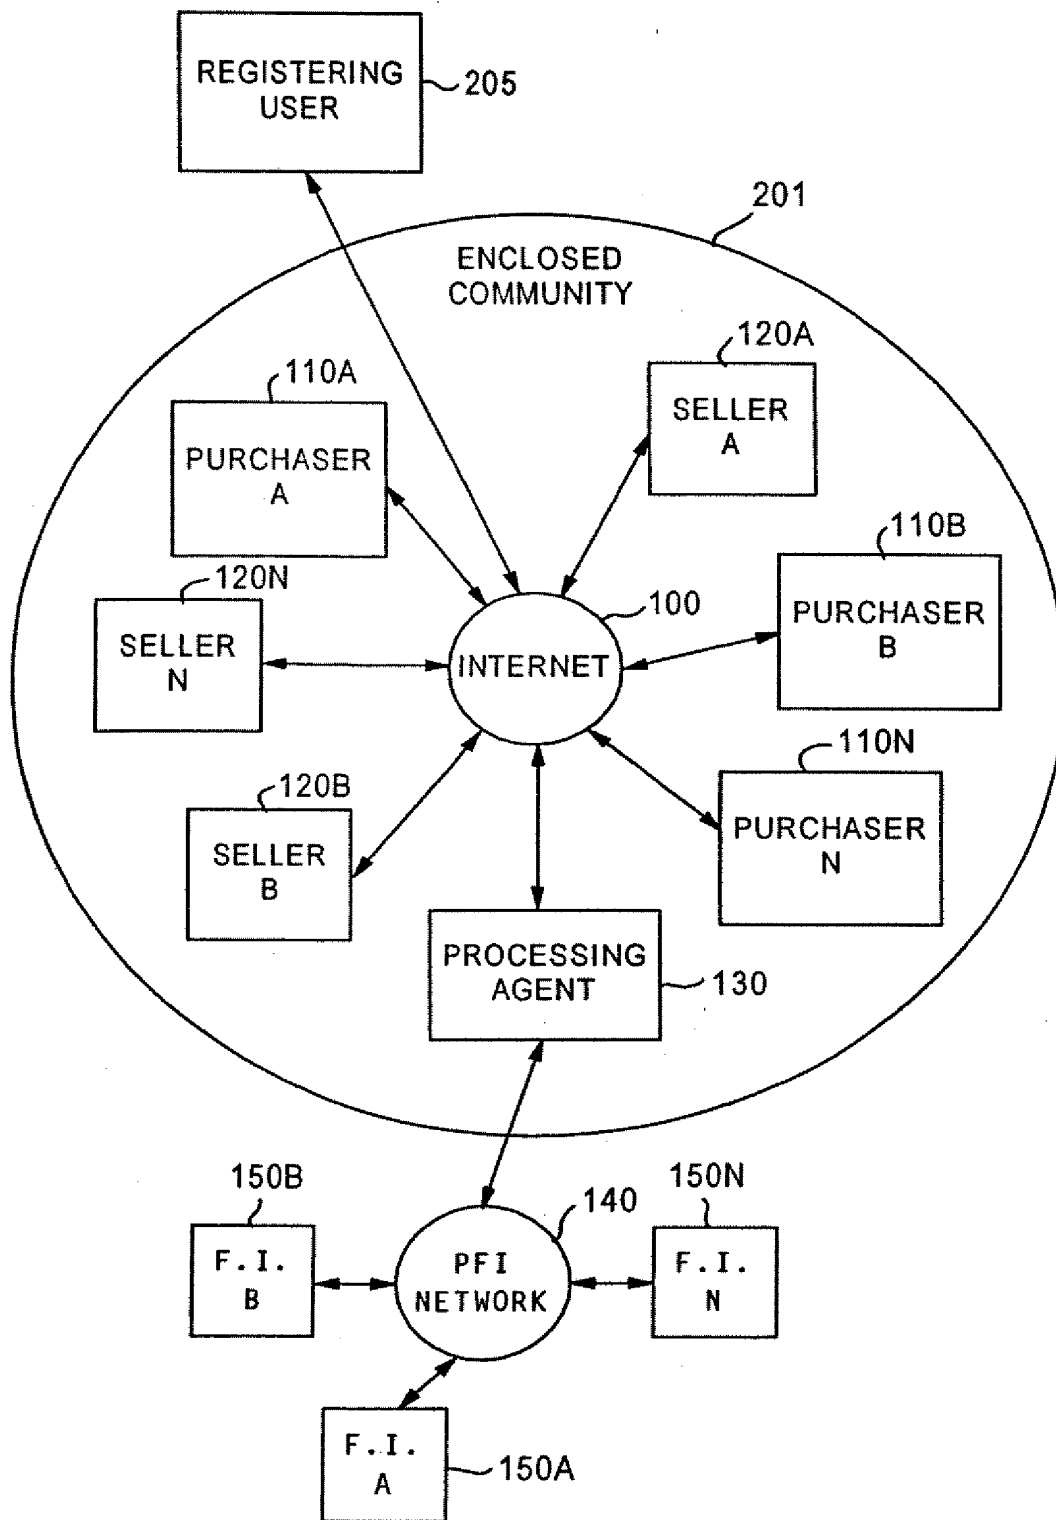 REGISTERING
USER
205
201
ENCLOSED
COMMUNITY
120A
SELLER
A
110A
PURCHASER
A
110B
PURCHASER
B
120N
SELLER
N
100
INTERNET
110N
PURCHASER
N
120B
SELLER
B
PROCESSING
AGENT
130
150B
F.I.
B
140
PFI
NETWORK
150N
F.I.
N
F.I.
A
150A